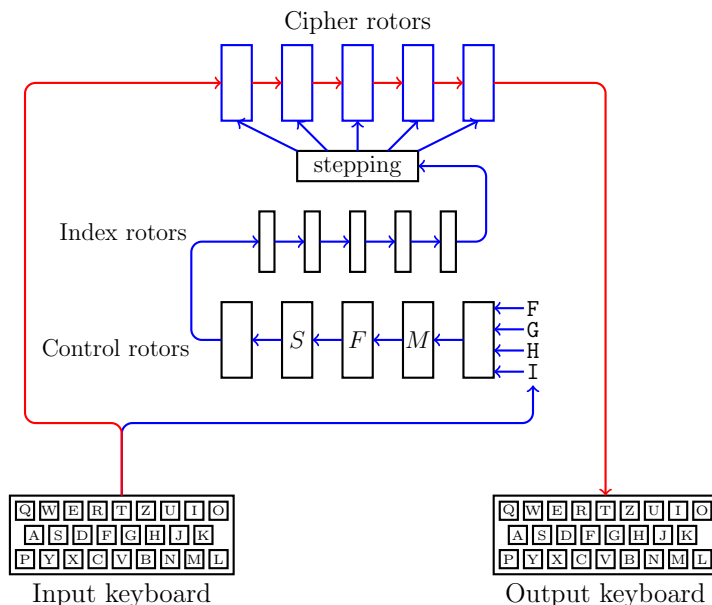 Cipher rotors
stepping
Index rotors
F
G
Control rotors S F M
H
I
Q W E R T Z U I O
A S D F G H J K
P Y X C V B N M L
Input keyboard
Q W E R T Z U I O
A S D F G H J K
P Y X C V B N M L
Output keyboard